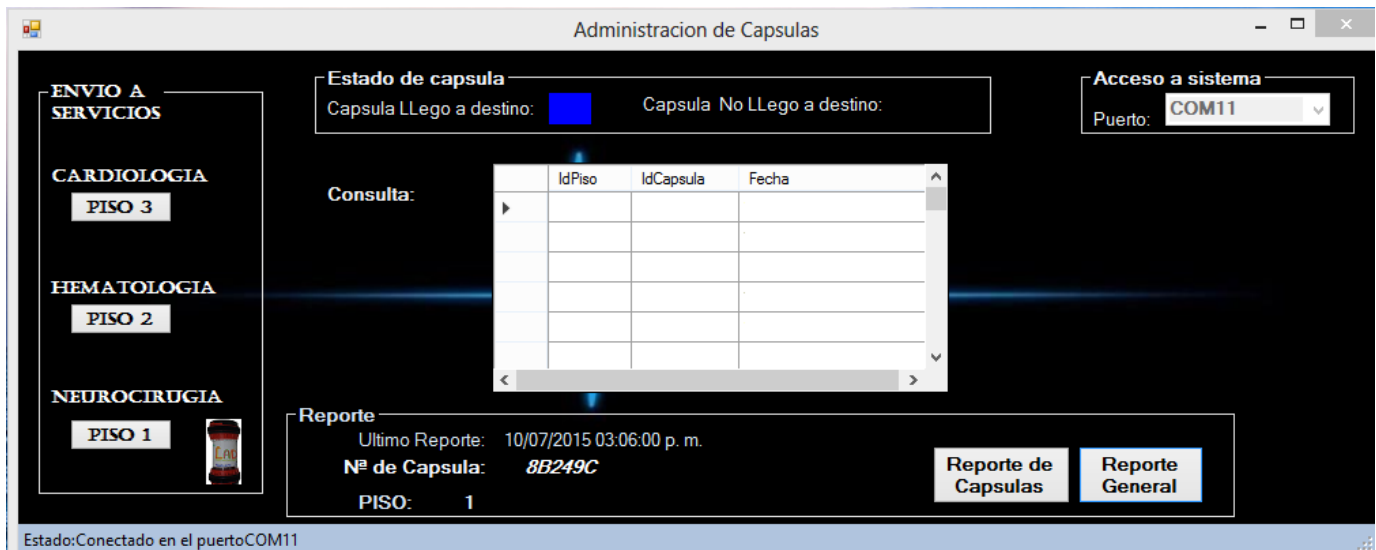 Administracion de Capsulas
ENVIO A
SERVICIOS
CARDIOLOGIA
PISO 3
HEMATOLOGIA
PISO 2
NEUROCIRUGIA
PISO 1
CAD
Estado de capsula
Capsula LLego a destino:
Capsula No LLego a destino:
Acceso a sistema
Puerto:
COM11
Consulta:
IdPiso IdCapsula Fecha
Reporte
Ultimo Reporte: 10/07/2015 03:06:00 p. m.
Nª de Capsula: 8B249C
PISO: 1
Reporte de
Capsulas
Reporte
General
Estado:Conectado en el puertoCOM11